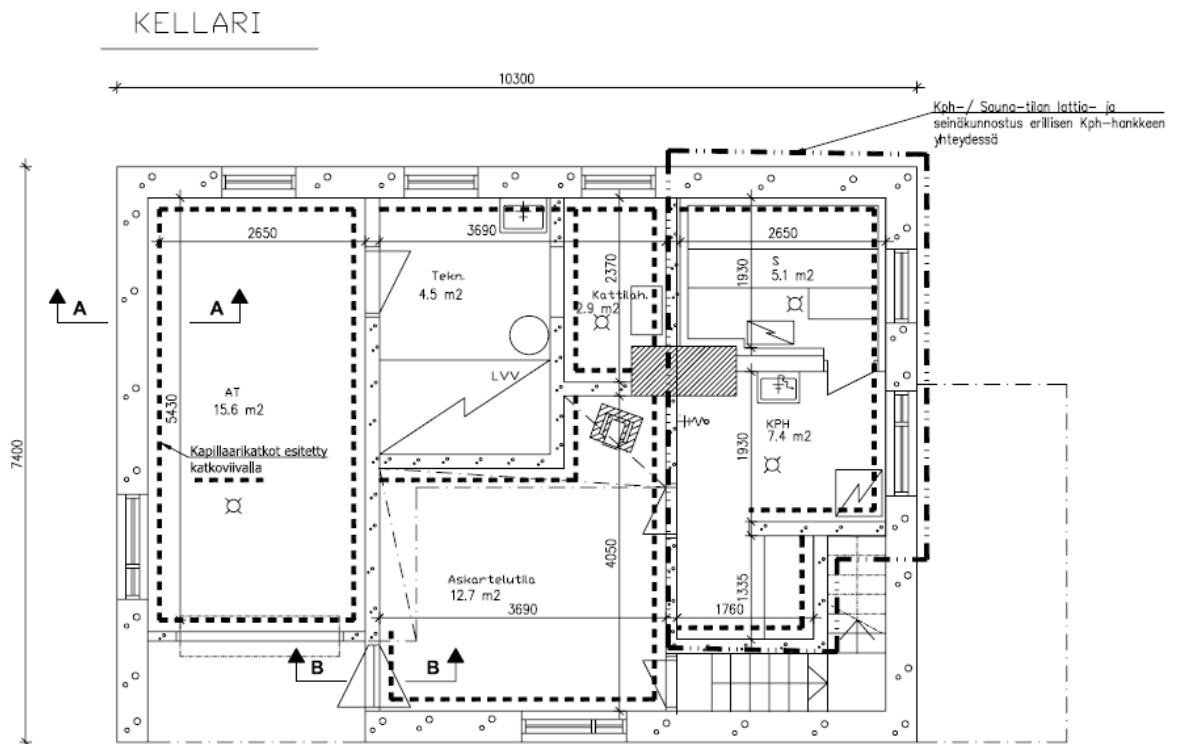 KELLARI
10300
Kph-/ Sauna-tilan lattia- ja
seinäkunnostus erillisen Kph-hankkeen
yhteydessä
2650
3690
2650
2370
1930
S
5.1 m2
Tekn.
4.5 m2
Kattilah.
2.9 m2
A
A
LVV
AT
15.6 m2
5430
KPH
7.4 m2
1930
7400
Kapillaarikatkot esitetty
katkoviivalla
4050
Askartelutila
12.7 m2
3690
1760
1335
B
B